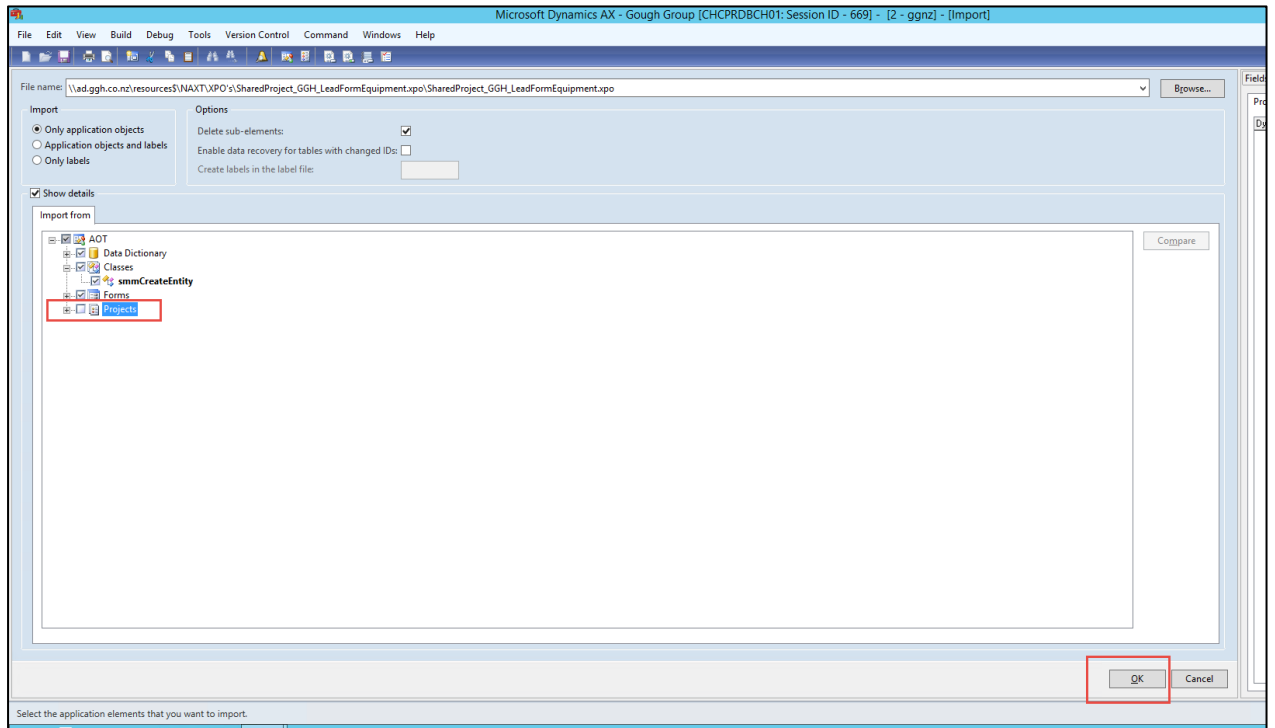 Microsoft Dynamics AX - Gough Group [CHCPRDBCH01: Session ID - 669] - [2 - ggnz] - [Import]
File Edit View Build Debug Tools Version Control Command Windows Help
File name: \\ad.ggh.co.nz\resources$\NAXT\XPO's\SharedProject_GGH_LeadFormEquipment.xpo\SharedProject_GGH_LeadFormEquipment.xpo Browse...
Import
Only application objects
Application objects and labels
Only labels
Options
Delete sub-elements:
Enable data recovery for tables with changed IDs:
Create labels in the label file:
Show details
Import from
AOT
Data Dictionary
Classes
smmCreateEntity
Forms
Projects
Compare
OK Cancel
Select the application elements that you want to import.